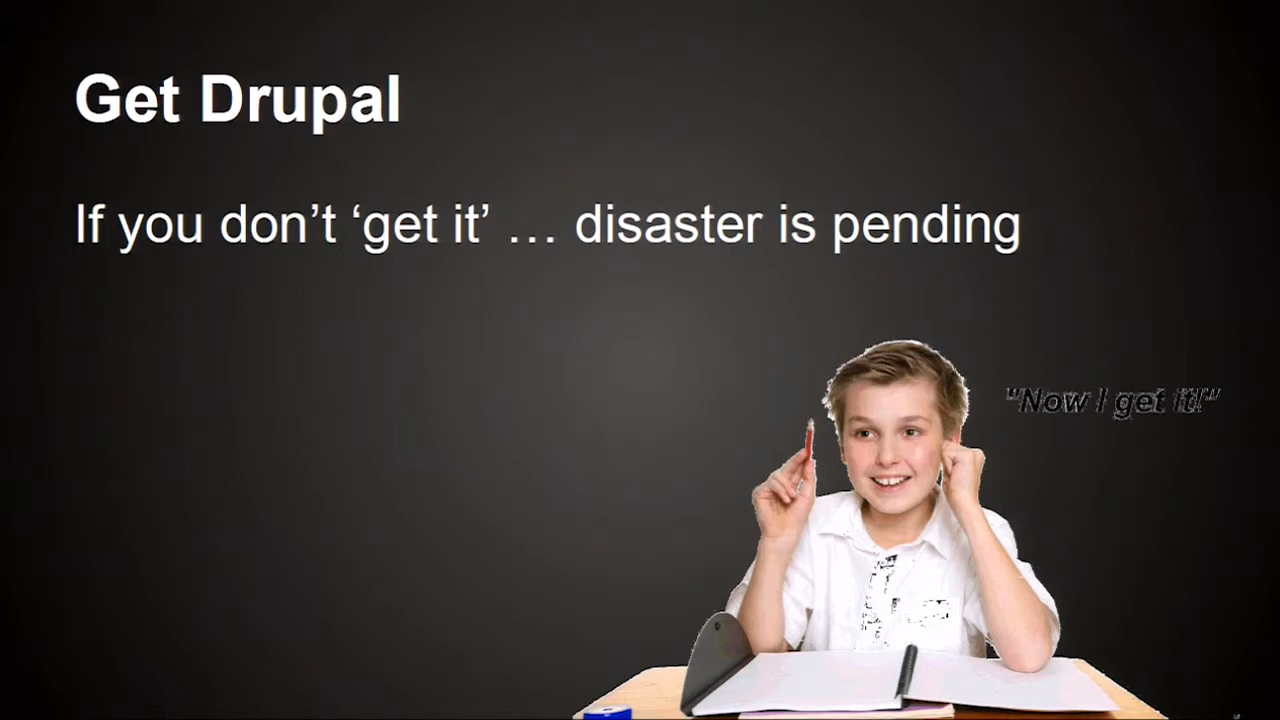 Get Drupal
If you don’t ‘get it’ … disaster is pending
"Now I get it!"